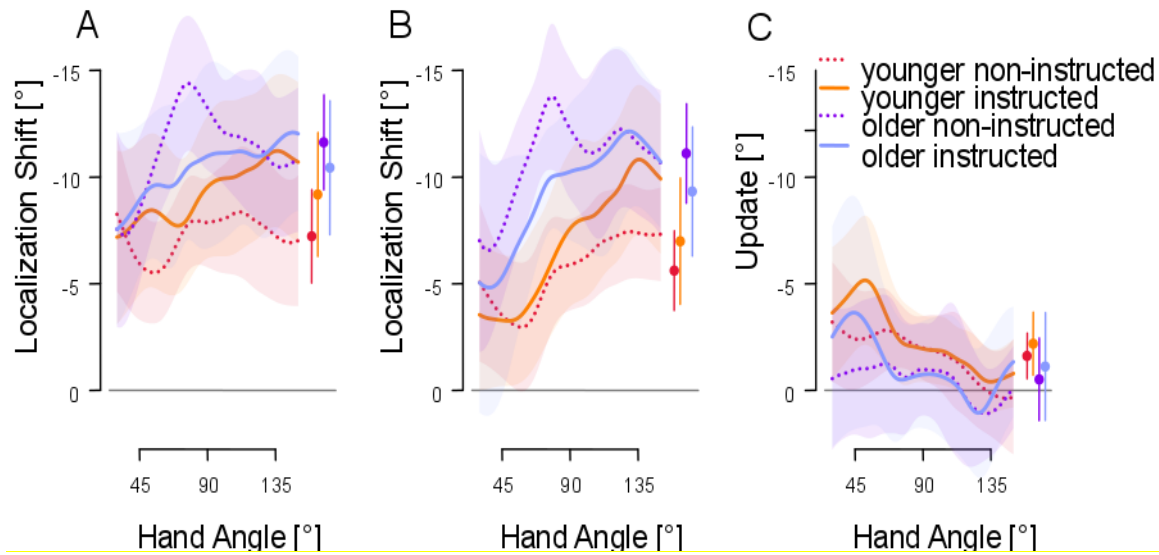 A
Localization Shift [°]
-15
-10
-5
0
45 90 135
Hand Angle [°]
B
Localization Shift [°]
-15
-10
-5
0
45 90 135
Hand Angle [°]
C
younger non-instructed
younger instructed
older non-instructed
older instructed
Update [°]
-15
-10
-5
0
45 90 135
Hand Angle [°]